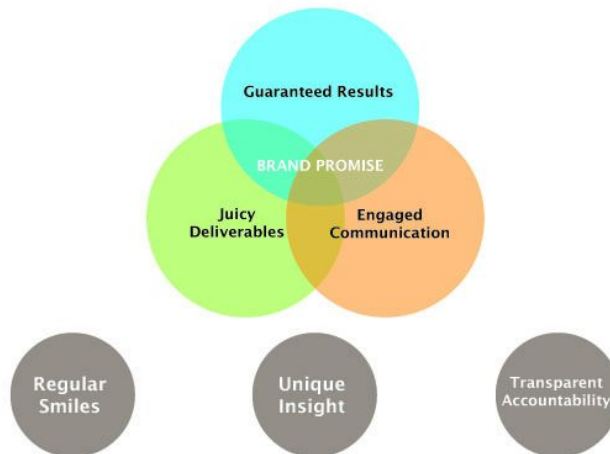 Guaranteed Results
BRAND PROMISE
Juicy
Deliverables
Engaged
Communication
Regular
Smiles
Unique
Insight
Transparent
Accountability